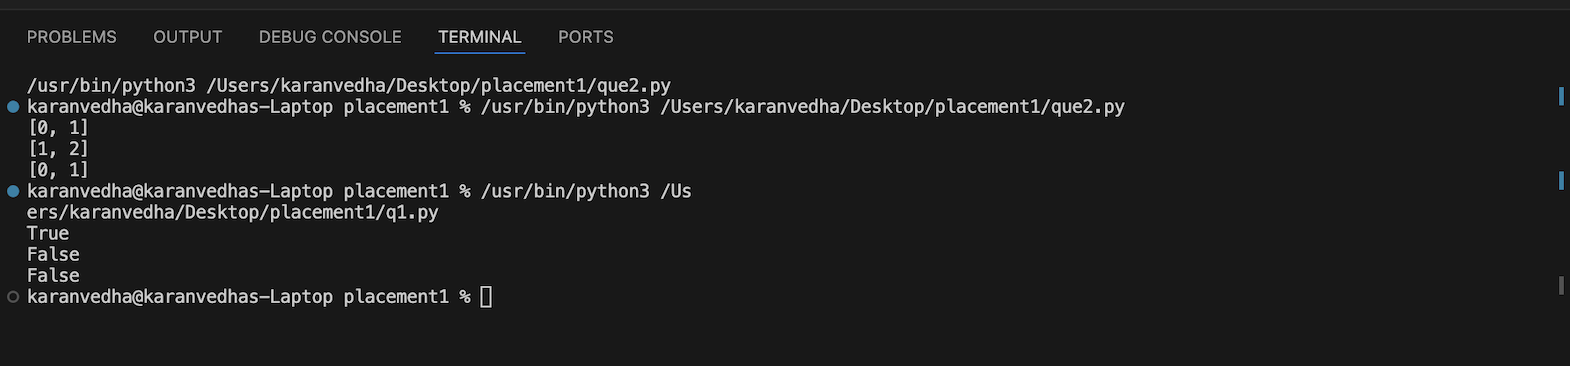 PROBLEMS OUTPUT DEBUG CONSOLE TERMINAL PORTS
/usr/bin/python3 /Users/karanvedha/Desktop/placement1/que2.py
karanvedha@karanvedhas-Laptop placement1 % /usr/bin/python3 /Users/karanvedha/Desktop/placement1/que2.py
[0, 1]
[1, 2]
[0, 1]
karanvedha@karanvedhas-Laptop placement1 % /usr/bin/python3 /Us
ers/karanvedha/Desktop/placement1/q1.py
True
False
False
karanvedha@karanvedhas-Laptop placement1 %